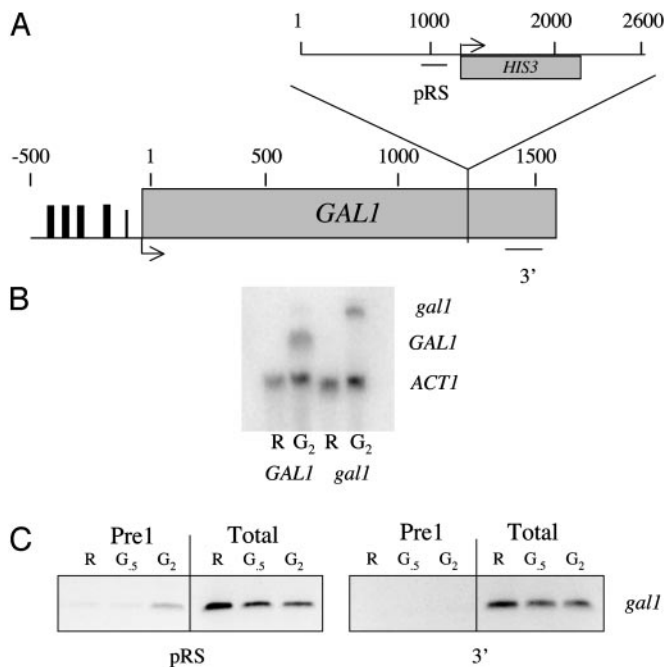 A
1 1000 2000 2600
HIS3
pRS
-500 1 500 1000 1500
GAL1
3'
B
gal1
GAL1
ACT1
R G2 R G2
GAL1 gal1
C
Pre1 Total Pre1 Total
R G.5 G2 R G.5 G2 R G.5 G2 R G.5 G2
gal1
pRS 3'